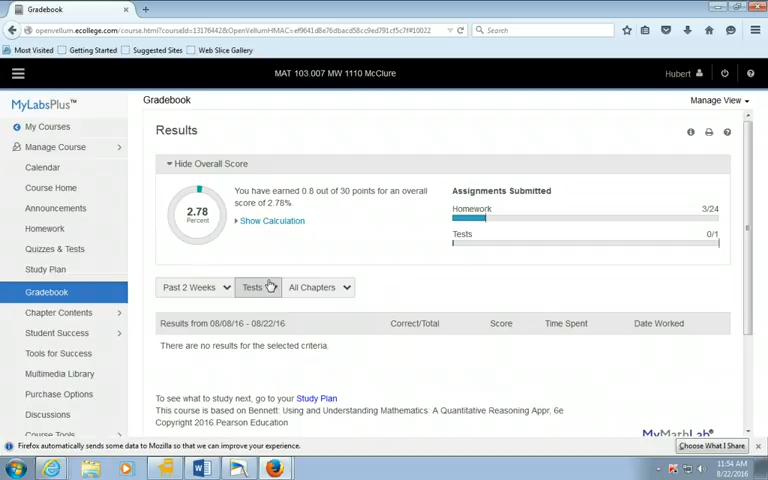 Gradebook
openvellum.ecollege.com/course.html?courseId=13176442&OpenVellumHMAC=ef9641d8e76dbacd58cc9ed791cf5c7f#10022
Search
Most Visited Getting Started Suggested Sites Web Slice Gallery
MAT 103.007 MW 1110 McClure
Hubert
MyLabsPlus™
Gradebook
Manage View
My Courses
Manage Course
Calendar
Course Home
Announcements
Homework
Quizzes & Tests
Study Plan
Gradebook
Chapter Contents
Student Success
Tools for Success
Multimedia Library
Purchase Options
Discussions
Course Tools
Results
Hide Overall Score
2.78
Percent
You have earned 0.8 out of 30 points for an overall
score of 2.78%.
Show Calculation
Assignments Submitted
Homework 3/24
Tests 0/1
Past 2 Weeks Tests All Chapters
Results from 08/08/16 - 08/22/16 Correct/Total Score Time Spent Date Worked
There are no results for the selected criteria.
To see what to study next, go to your Study Plan
This course is based on Bennett: Using and Understanding Mathematics: A Quantitative Reasoning Appr, 6e
Copyright 2016 Pearson Education
MyMathLab®
Firefox automatically sends some data to Mozilla so that we can improve your experience.
Choose What I Share
11:54 AM
8/22/2016